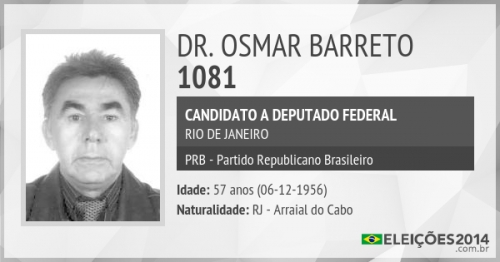 DR. OSMAR BARRETO
1081
CANDIDATO A DEPUTADO FEDERAL
RIO DE JANEIRO
PRB - Partido Republicano Brasileiro
Idade: 57 anos (06-12-1956)
Naturalidade: RJ - Arraial do Cabo
ELEIÇÕES2014
.com.br